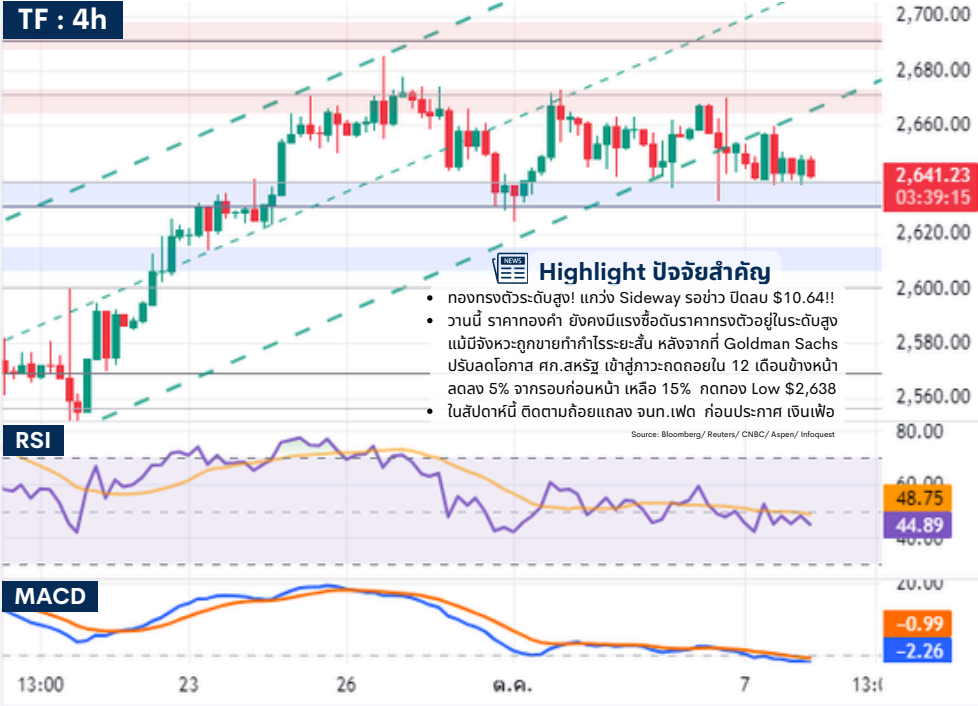 TF : 4h
2,700.00
2,680.00
2,660.00
2,641.23
03:39:15
2,620.00
2,600.00
2,580.00
2,560.00
NEWS
Highlight ปัจจัยสำคัญ
• ทองทรงตัวระดับสูง! แกว่ง Sideway รอข่าว ปิดลบ $10.64!!
• วานนี้ ราคาทองคำ ยังคงมีแรงซื้อดันราคาทรงตัวอยู่ในระดับสูง
แม้มีจังหวะถูกขายทำกำไรระยะสั้น หลังจากที่ Goldman Sachs
ปรับลดโอกาส ศก.สหรัฐ เข้าสู่ภาวะถดถอยใน 12 เดือนข้างหน้า
ลดลง 5% จากรอบก่อนหน้า เหลือ 15% กดทอง Low $2,638
• ในสัปดาห์นี้ ติดตามถ้อยแถลง จนท.เฟด ก่อนประกาศ เงินเฟ้อ
Source: Bloomberg/ Reuters/ CNBC/ Aspen/ Infoquest
RSI
80.00
60.00
48.75
44.89
40.00
MACD
20.00
−0.99
−2.26
13:00 23 26 ต.ค. 7 13:0